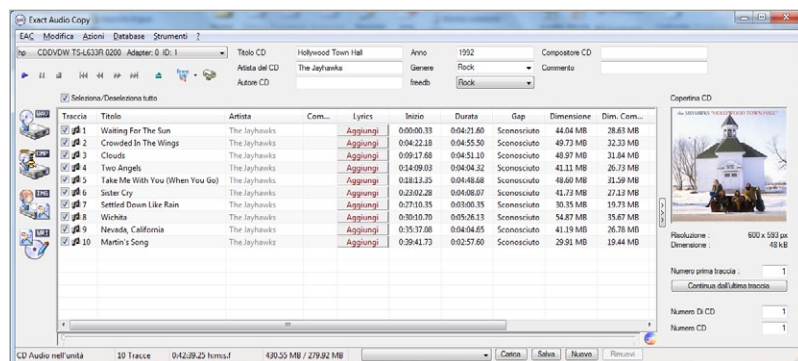 Exact Audio Copy
EAC Modifica Azioni Database Strumenti ?
hp CDDVDW TS-L633R 0200 Adapter: 0 ID: 1
Titolo CD Hollywood Town Hall Anno 1992 Compositore CD
Artista del CD The Jayhawks Genere Rock Commento
Autore CD freedb Rock
Seleziona/Deseleziona tutto
Copertina CD
Traccia Titolo Artista Com... Lyrics Inizio Durata Gap Dimensione Dim. Com...
1 Waiting For The Sun The Jayhawks Aggiungi 0:00:00.33 0:04:21.60 Sconosciuto 44.04 MB 28.63 MB
2 Crowded In The Wings The Jayhawks Aggiungi 0:04:22.18 0:04:55.50 Sconosciuto 49.73 MB 32.33 MB
3 Clouds The Jayhawks Aggiungi 0:09:17.68 0:04:51.10 Sconosciuto 48.97 MB 31.84 MB
4 Two Angels The Jayhawks Aggiungi 0:14:09.03 0:04:04.32 Sconosciuto 41.11 MB 26.73 MB
5 Take Me With You (When You Go) The Jayhawks Aggiungi 0:18:13.35 0:04:48.68 Sconosciuto 48.60 MB 31.59 MB
6 Sister Cry The Jayhawks Aggiungi 0:23:02.28 0:04:08.07 Sconosciuto 41.73 MB 27.13 MB
7 Settled Down Like Rain The Jayhawks Aggiungi 0:27:10.35 0:03:00.35 Sconosciuto 30.35 MB 19.73 MB
8 Wichita The Jayhawks Aggiungi 0:30:10.70 0:05:26.13 Sconosciuto 54.87 MB 35.67 MB
9 Nevada, California The Jayhawks Aggiungi 0:35:37.08 0:04:04.65 Sconosciuto 41.19 MB 26.78 MB
10 Martin's Song The Jayhawks Aggiungi 0:39:41.73 0:02:57.60 Sconosciuto 29.91 MB 19.44 MB
WAV
CMP
IMG
WRI
the JAYHAWKS "HOLLYWOOD TOWN HALL"
Risoluzione : 600 x 593 px
Dimensione : 48 kB
Numero prima traccia : 1
Continua dall'ultima traccia
Numero Di CD 1
Numero CD 1
CD Audio nell'unità 10 Tracce 0:42:39.25 h:m:s.f 430.55 MB / 279.92 MB Carica Salva Nuovo Rimuovi